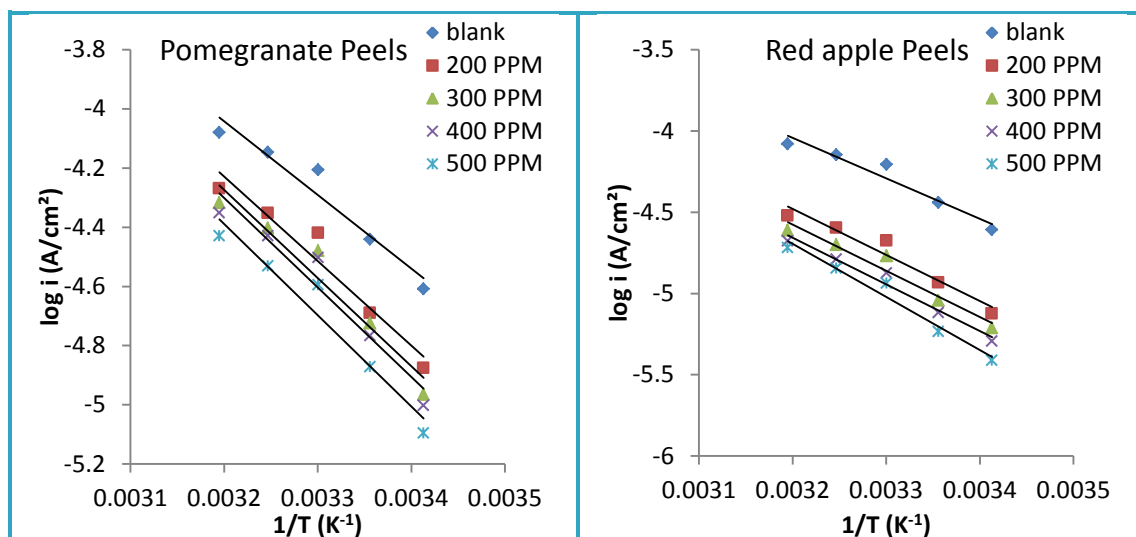 Pomegranate Peels
blank
200 PPM
300 PPM
400 PPM
500 PPM
-3.8
-4
-4.2
-4.4
-4.6
-4.8
-5
-5.2
log i (A/cm²)
0.0031 0.0032 0.0033 0.0034 0.0035
1/T (K⁻¹)
Red apple Peels
blank
200 PPM
300 PPM
400 PPM
500 PPM
-3.5
-4
-4.5
-5
-5.5
-6
log i (A/cm²)
0.0031 0.0032 0.0033 0.0034 0.0035
1/T (K⁻¹)